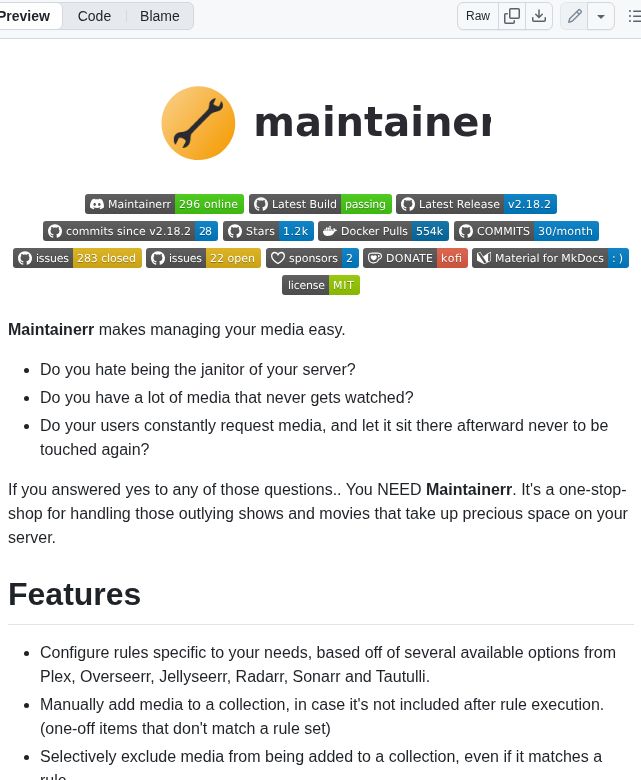 Preview Code Blame Raw
maintainer
Maintainerr 296 online Latest Build passing Latest Release v2.18.2
commits since v2.18.2 28 Stars 1.2k Docker Pulls 554k COMMITS 30/month
issues 283 closed issues 22 open sponsors 2 DONATE kofi Material for MkDocs : )
license MIT
Maintainerr makes managing your media easy.
Do you hate being the janitor of your server?
Do you have a lot of media that never gets watched?
Do your users constantly request media, and let it sit there afterward never to be
touched again?
If you answered yes to any of those questions.. You NEED Maintainerr. It's a one-stop-
shop for handling those outlying shows and movies that take up precious space on your
server.
Features
Configure rules specific to your needs, based off of several available options from
Plex, Overseerr, Jellyseerr, Radarr, Sonarr and Tautulli.
Manually add media to a collection, in case it's not included after rule execution.
(one-off items that don't match a rule set)
Selectively exclude media from being added to a collection, even if it matches a
rule